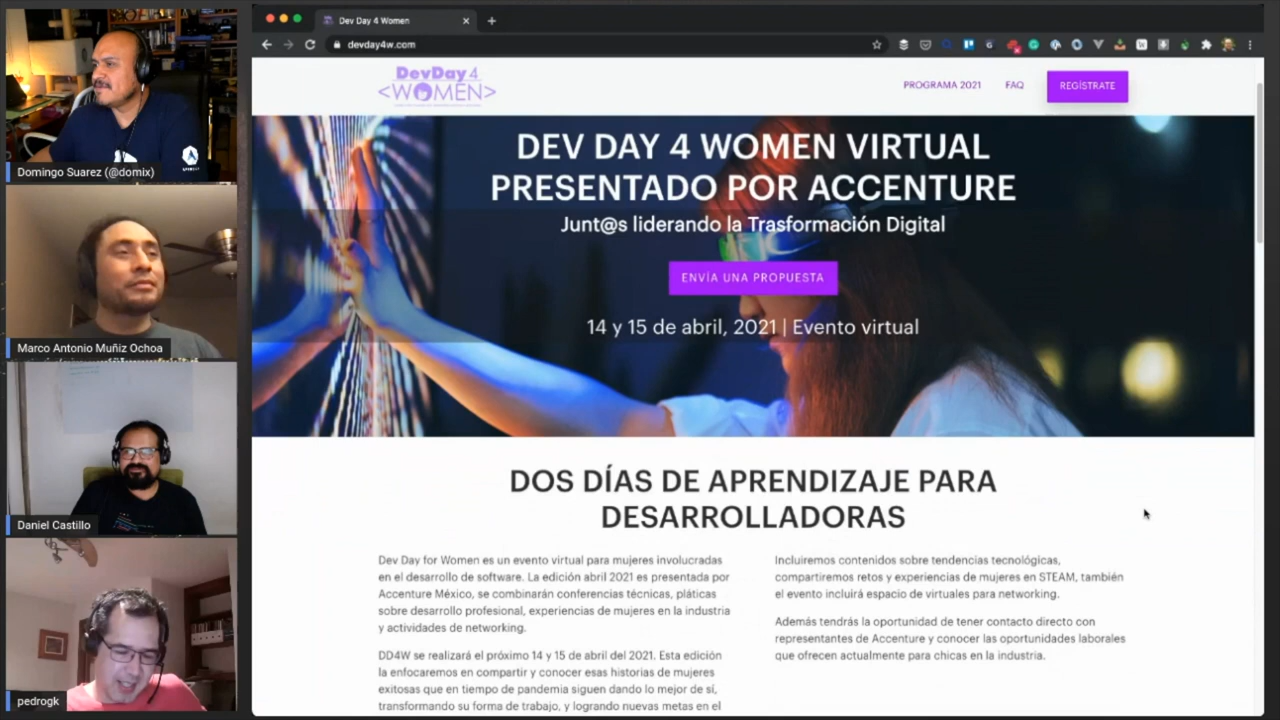 Domingo Suarez (@domix)
Marco Antonio Muñiz Ochoa
Daniel Castillo
pedrogk
Dev Day 4 Women
devday4w.com
DevDay4
<WOMEN>
PROGRAMA 2021
FAQ
REGÍSTRATE
DEV DAY 4 WOMEN VIRTUAL
PRESENTADO POR ACCENTURE
Junt@s liderando la Trasformación Digital
ENVÍA UNA PROPUESTA
14 y 15 de abril, 2021 | Evento virtual
DOS DÍAS DE APRENDIZAJE PARA
DESARROLLADORAS
Dev Day for Women es un evento virtual para mujeres involucradas
en el desarrollo de software. La edición abril 2021 es presentada por
Accenture México, se combinarán conferencias técnicas, pláticas
sobre desarrollo profesional, experiencias de mujeres en la industria
y actividades de networking.
DD4W se realizará el próximo 14 y 15 de abril del 2021. Esta edición
la enfocaremos en compartir y conocer esas historias de mujeres
exitosas que en tiempo de pandemia siguen dando lo mejor de sí,
transformando su forma de trabajo, y logrando nuevas metas en el
Incluiremos contenidos sobre tendencias tecnológicas,
compartiremos retos y experiencias de mujeres en STEAM, también
el evento incluirá espacio de virtuales para networking.
Además tendrás la oportunidad de tener contacto directo con
representantes de Accenture y conocer las oportunidades laborales
que ofrecen actualmente para chicas en la industria.